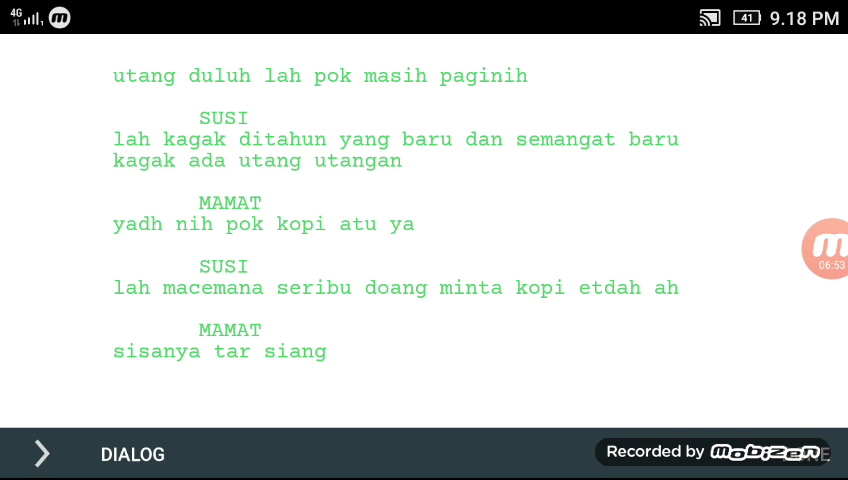 4G
41 9.18 PM
utang duluh lah pok masih paginih
SUSI
lah kagak ditahun yang baru dan semangat baru
kagak ada utang utangan
MAMAT
yadh nih pok kopi atu ya
SUSI
lah macemana seribu doang minta kopi etdah ah
06:53
MAMAT
sisanya tar siang
DIALOG
Recorded by mobizen